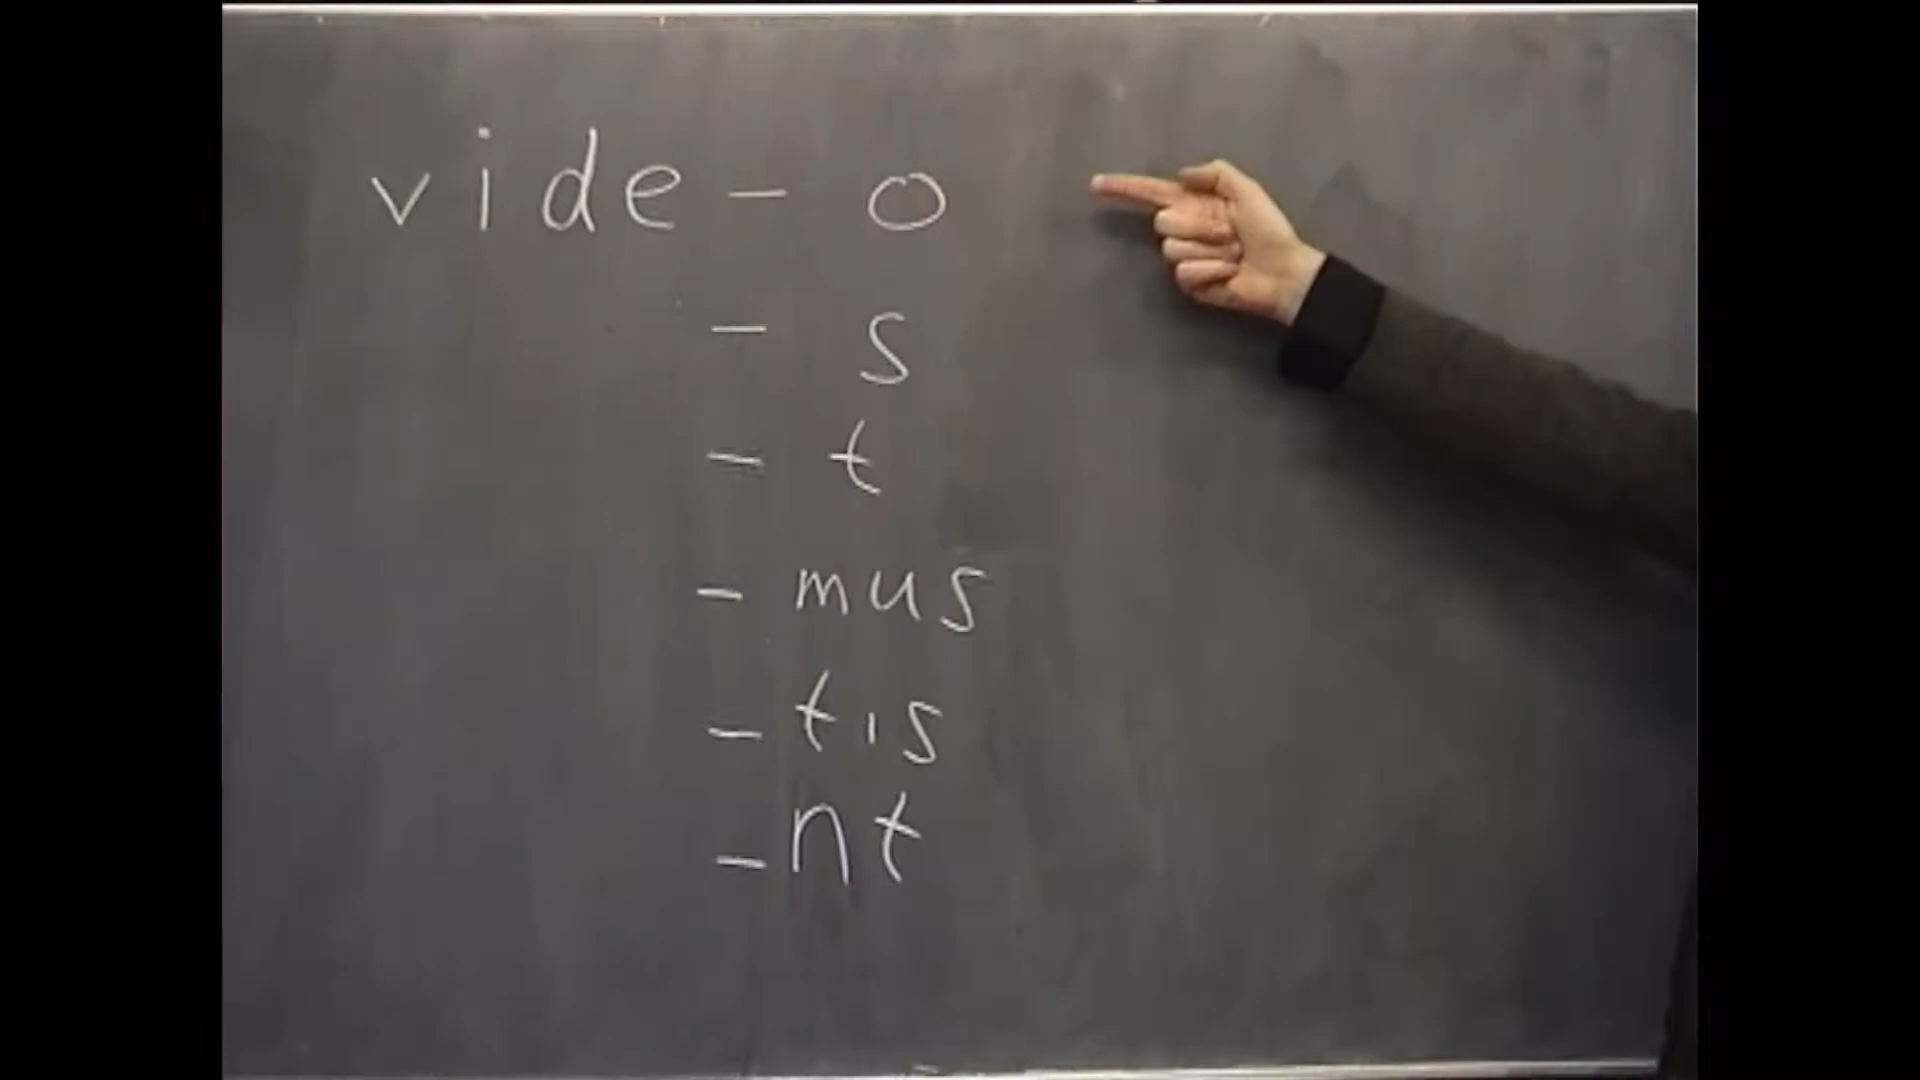 vide - o
- s
- t
- mus
- tis
- nt